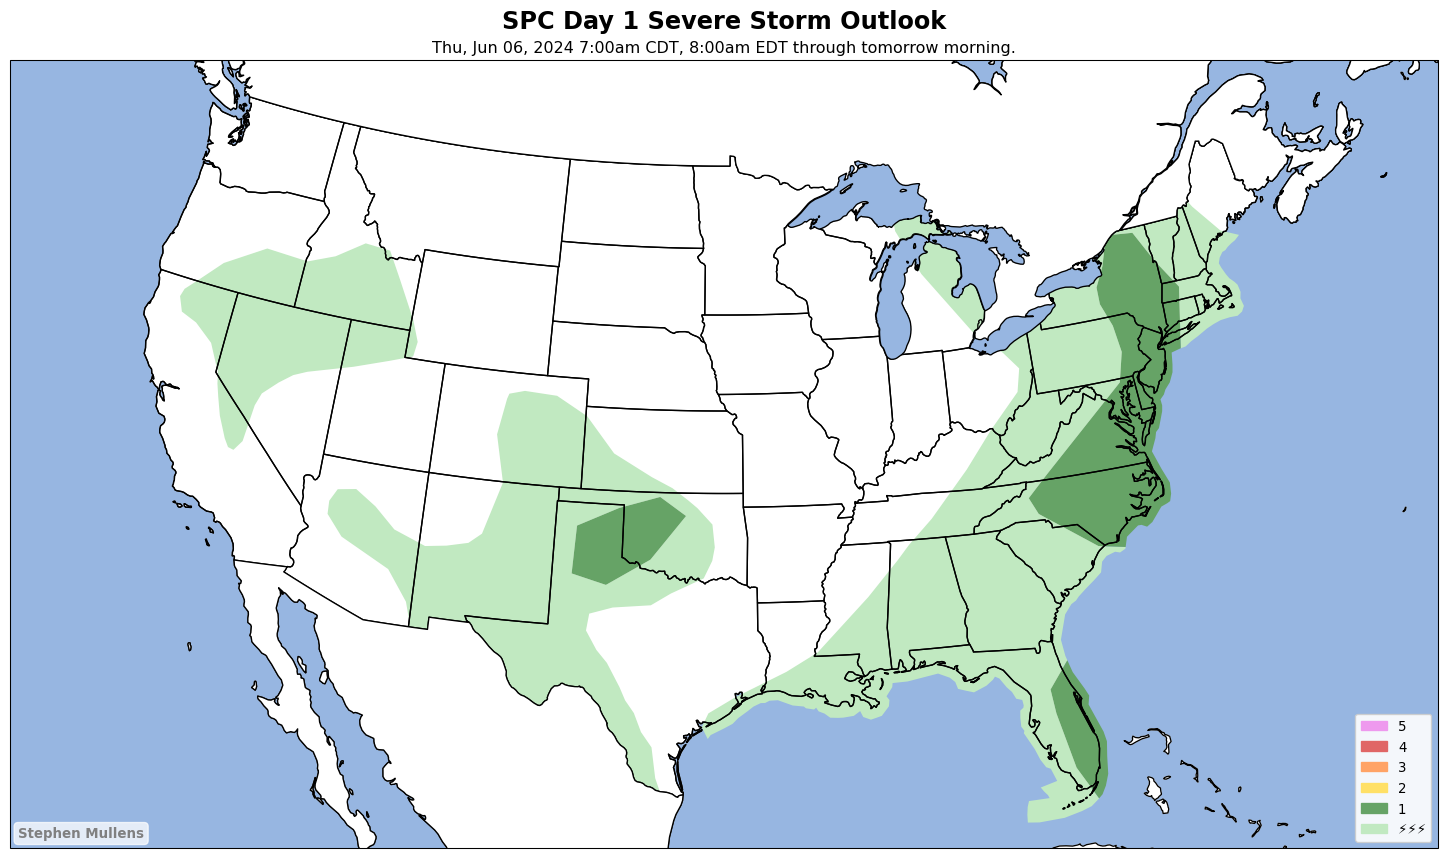 SPC Day 1 Severe Storm Outlook
Thu, Jun 06, 2024 7:00am CDT, 8:00am EDT through tomorrow morning.
5
4
3
2
1
⚡⚡⚡
Stephen Mullens